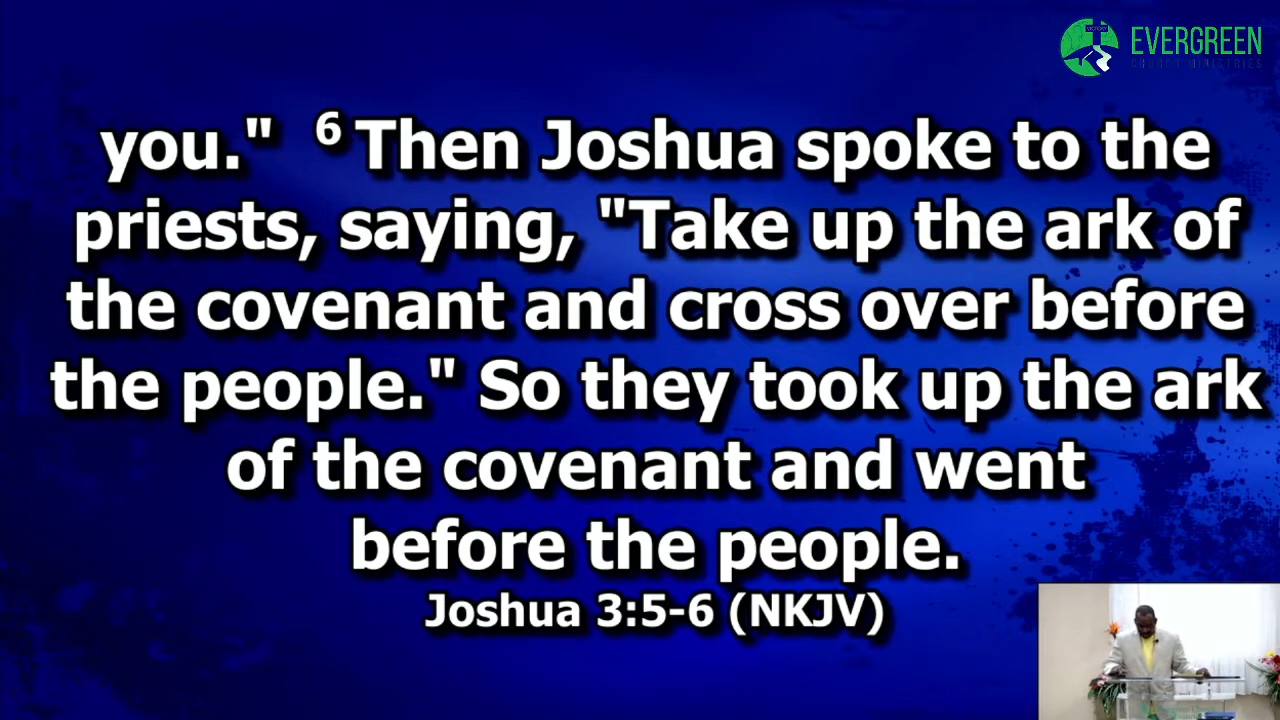 EVERGREEN
CHURCH MINISTRIES
you." 6 Then Joshua spoke to the
priests, saying, "Take up the ark of
the covenant and cross over before
the people." So they took up the ark
of the covenant and went
before the people.
Joshua 3:5-6 (NKJV)